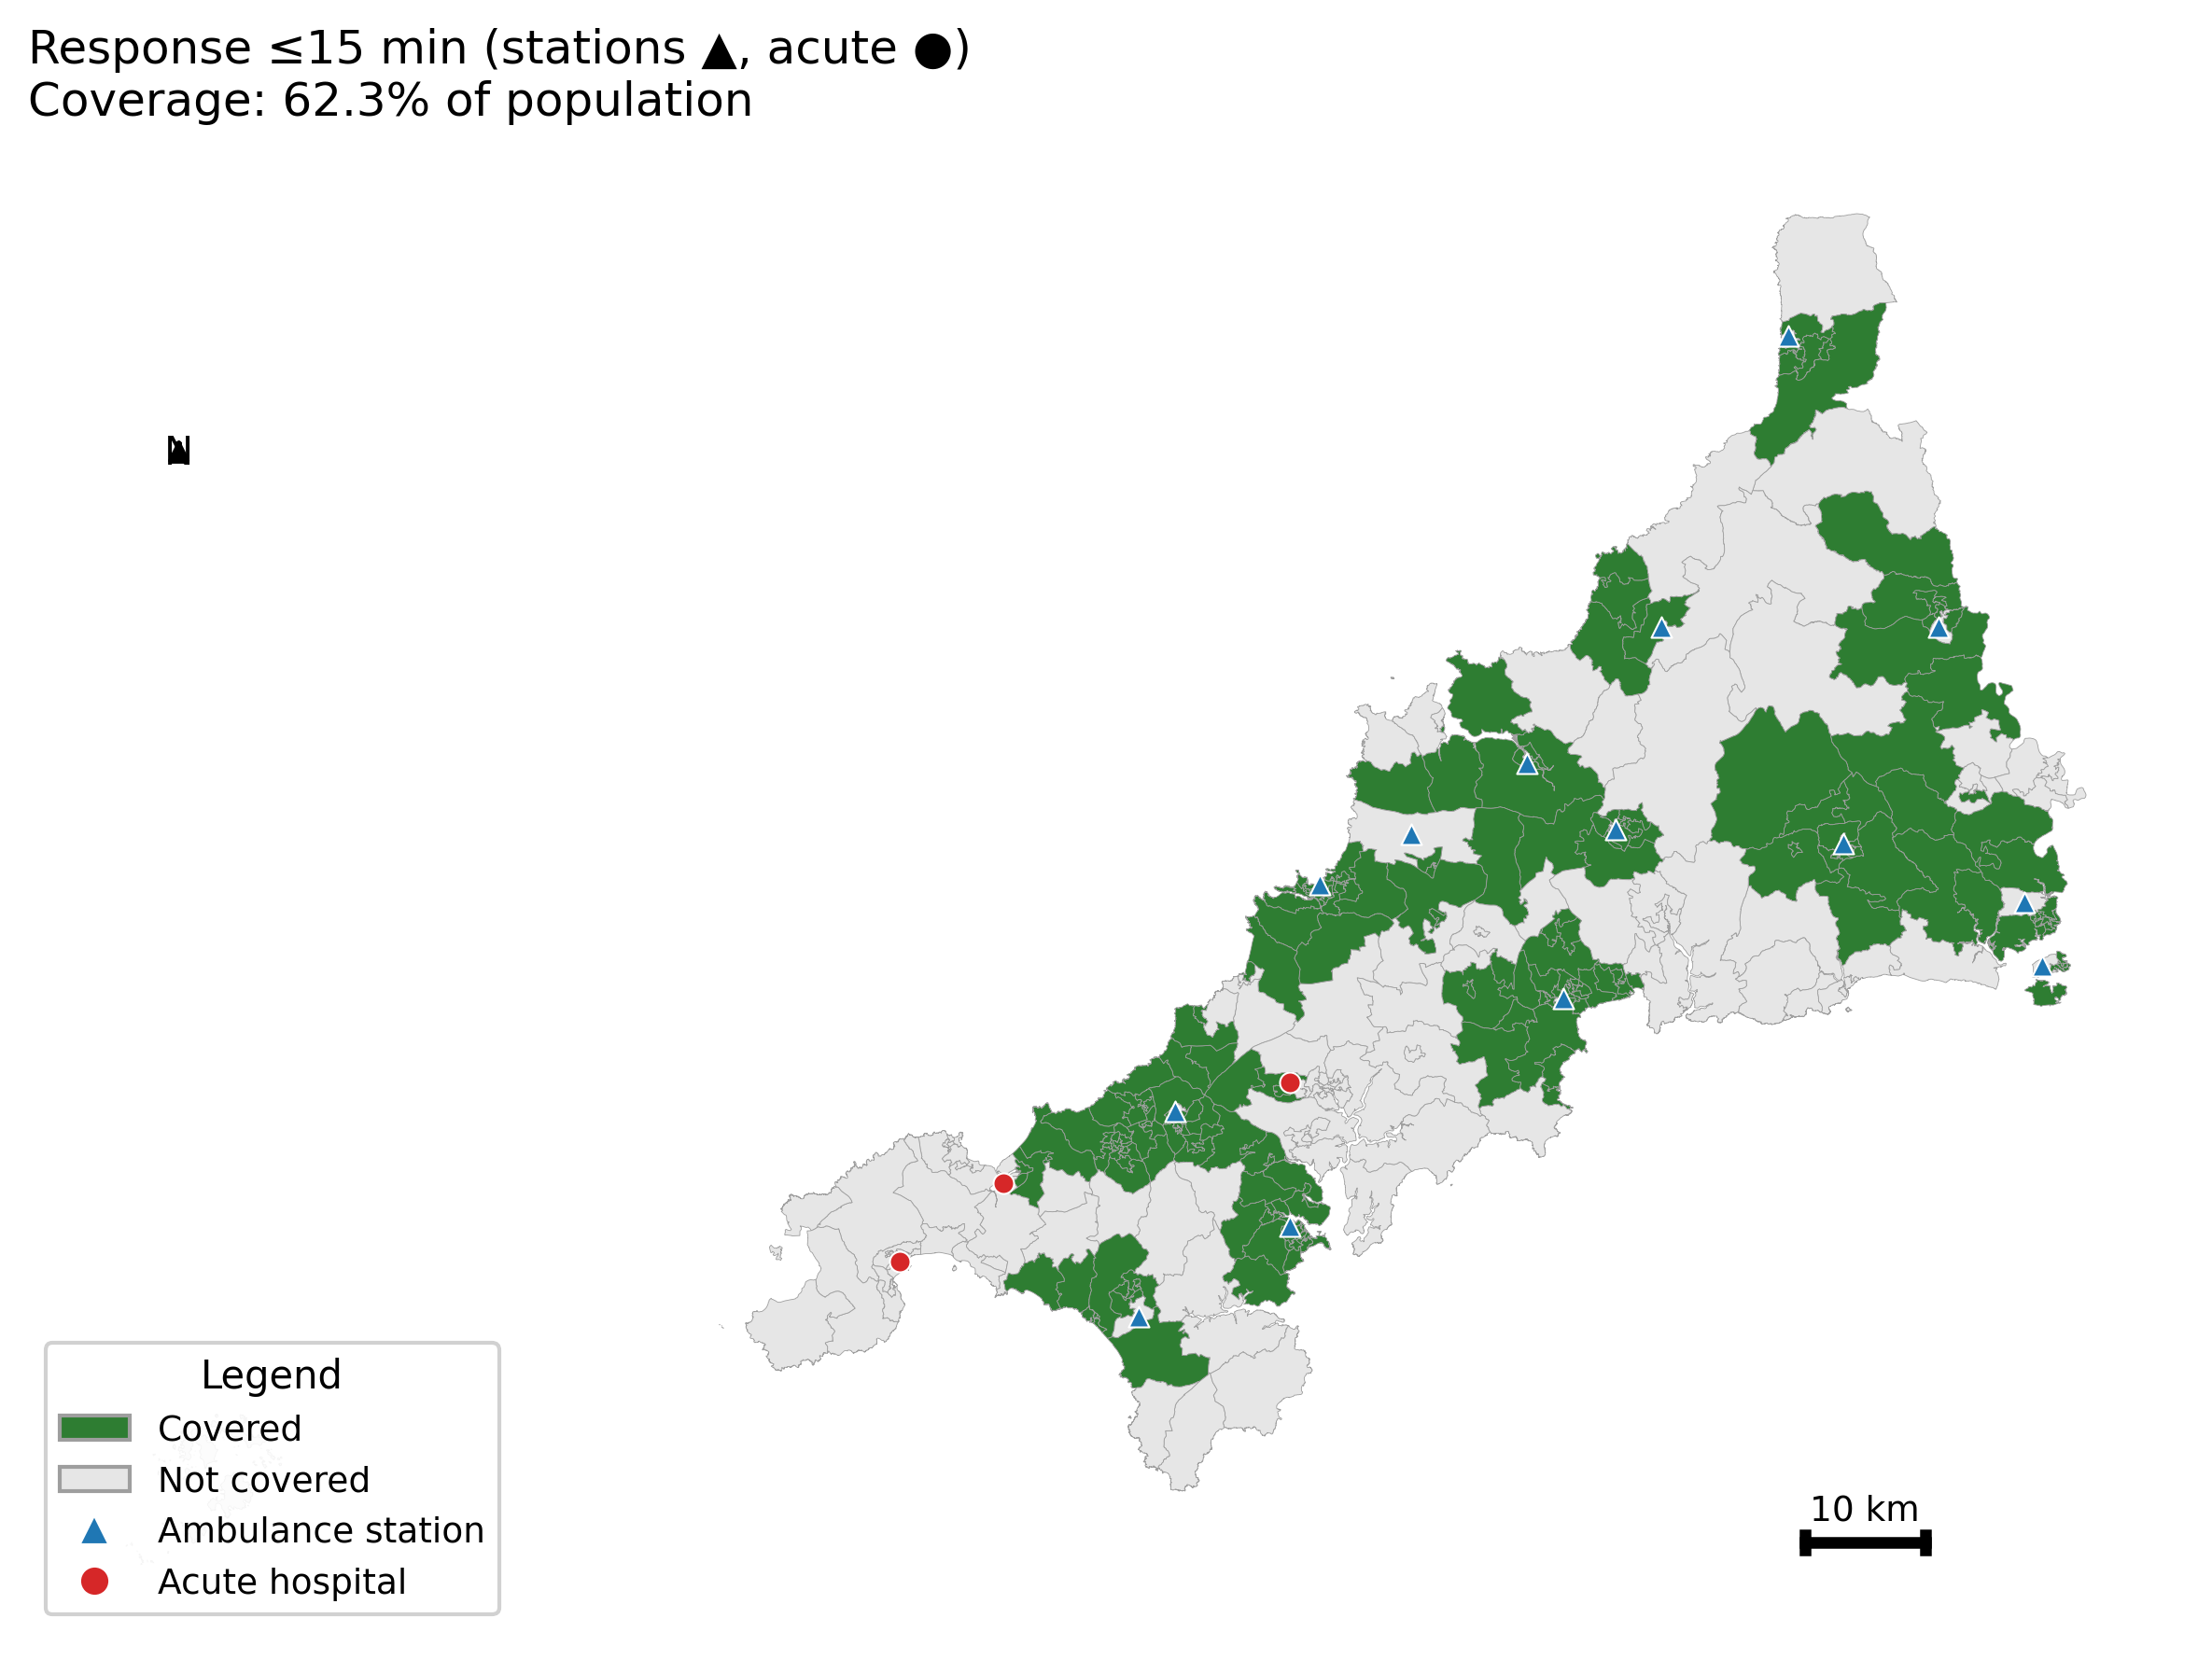 Response ≤15 min (stations ▲, acute ●)
Coverage: 62.3% of population
N
Legend
Covered
Not covered
Ambulance station
Acute hospital
10 km